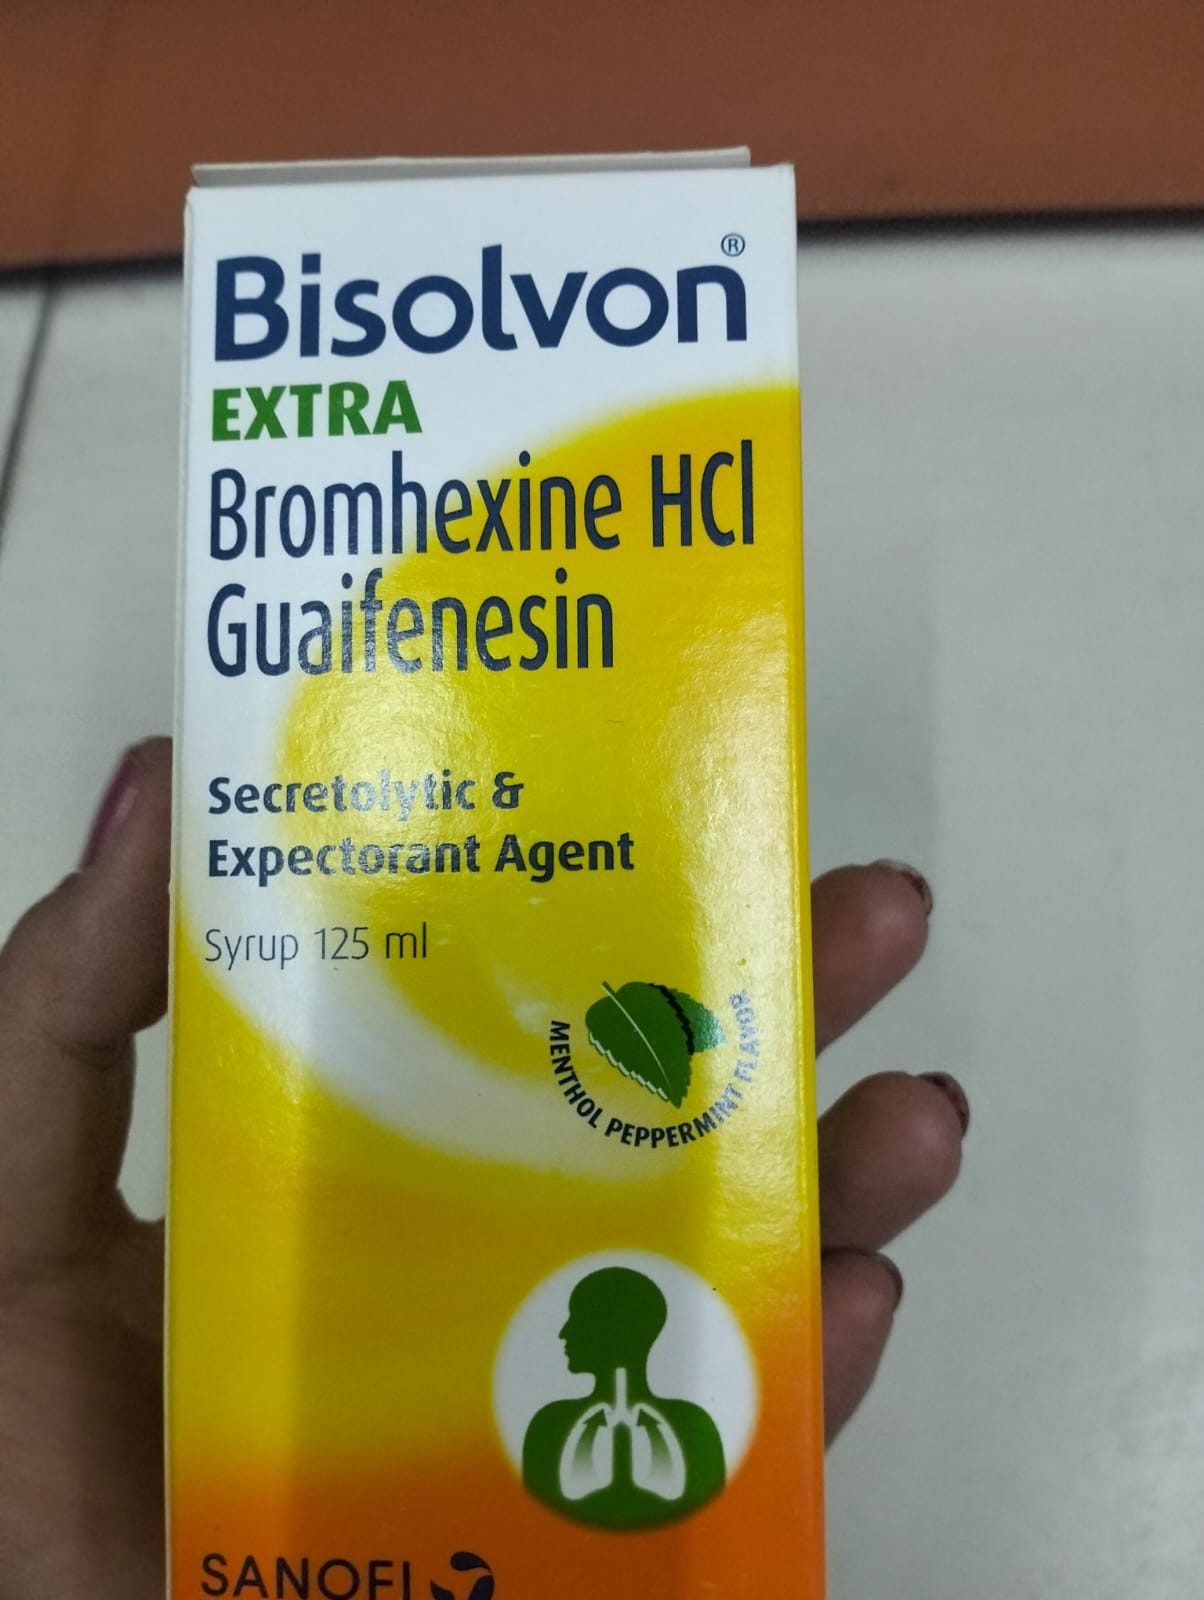 Bisolvon®
EXTRA
Bromhexine HCl
Guaifenesin
Secretolytic &
Expectorant Agent
Syrup 125 ml
MENTHOL PEPPERMINT FLAVOR
SANOFI